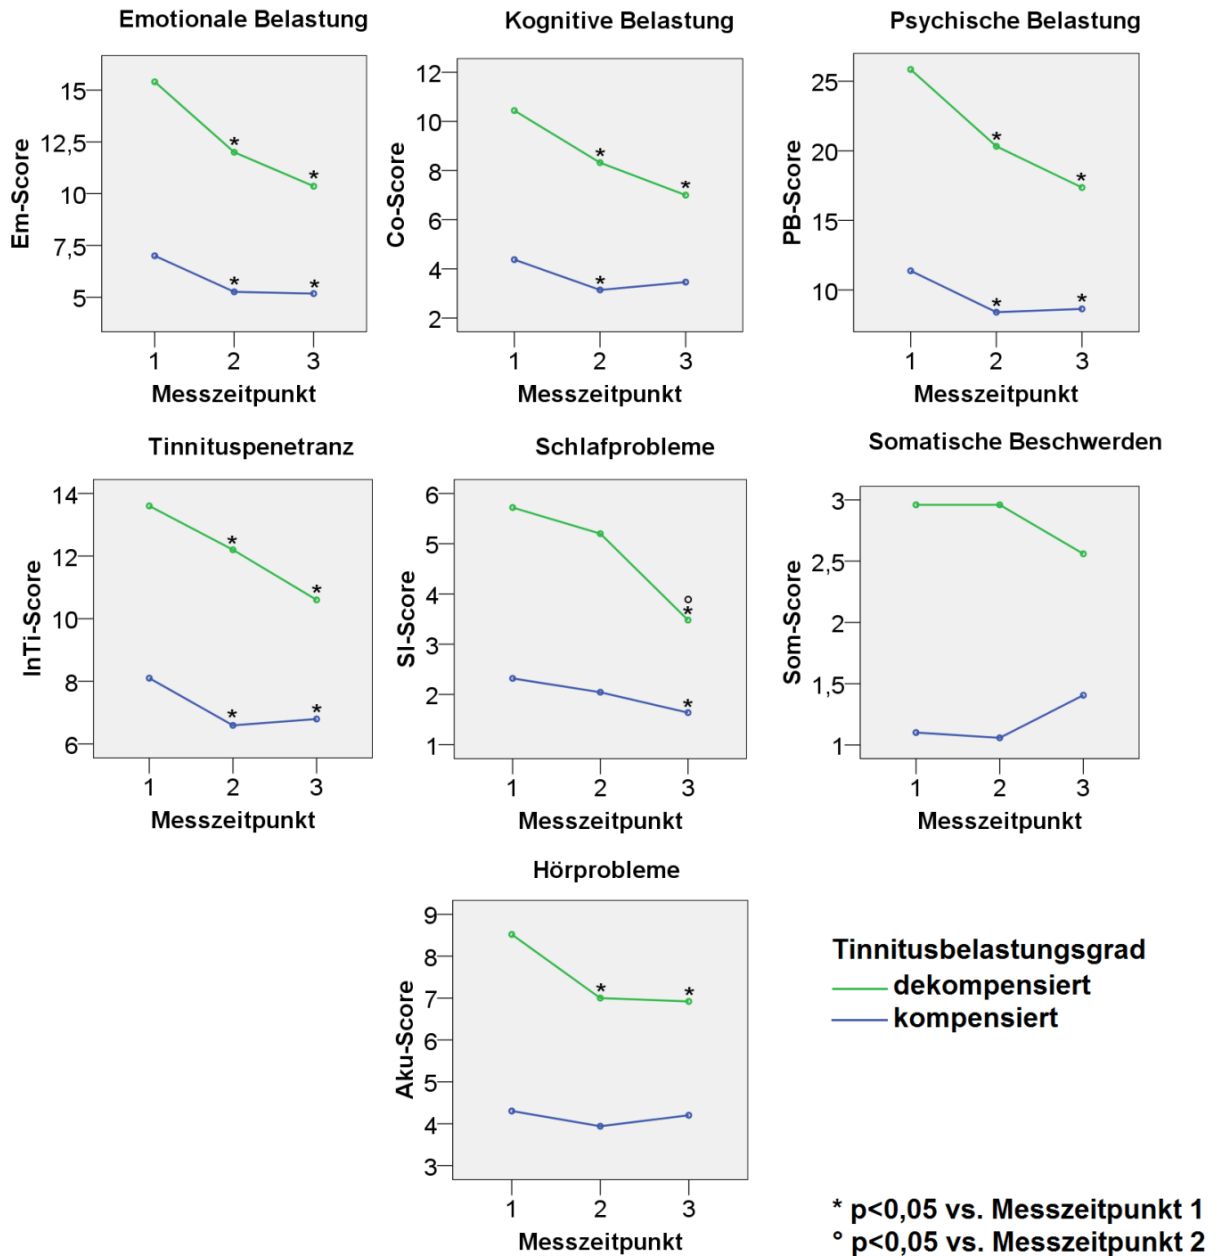 Emotionale Belastung
Em-Score
15
12,5
10
7,5
5
*
*
*
*
1 2 3
Messzeitpunkt
Kognitive Belastung
Co-Score
12
10
8
6
4
2
*
*
*
1 2 3
Messzeitpunkt
Psychische Belastung
PB-Score
25
20
15
10
*
*
*
*
1 2 3
Messzeitpunkt
Tinnituspenetranz
InTi-Score
14
12
10
8
6
*
*
*
*
1 2 3
Messzeitpunkt
Schlafprobleme
Sl-Score
6
5
4
3
2
1
°
*
*
1 2 3
Messzeitpunkt
Somatische Beschwerden
Som-Score
3
2,5
2
1,5
1
1 2 3
Messzeitpunkt
Hörprobleme
Aku-Score
9
8
7
6
5
4
3
*
*
1 2 3
Messzeitpunkt
Tinnitusbelastungsgrad
dekompensiert
kompensiert
* p<0,05 vs. Messzeitpunkt 1
° p<0,05 vs. Messzeitpunkt 2